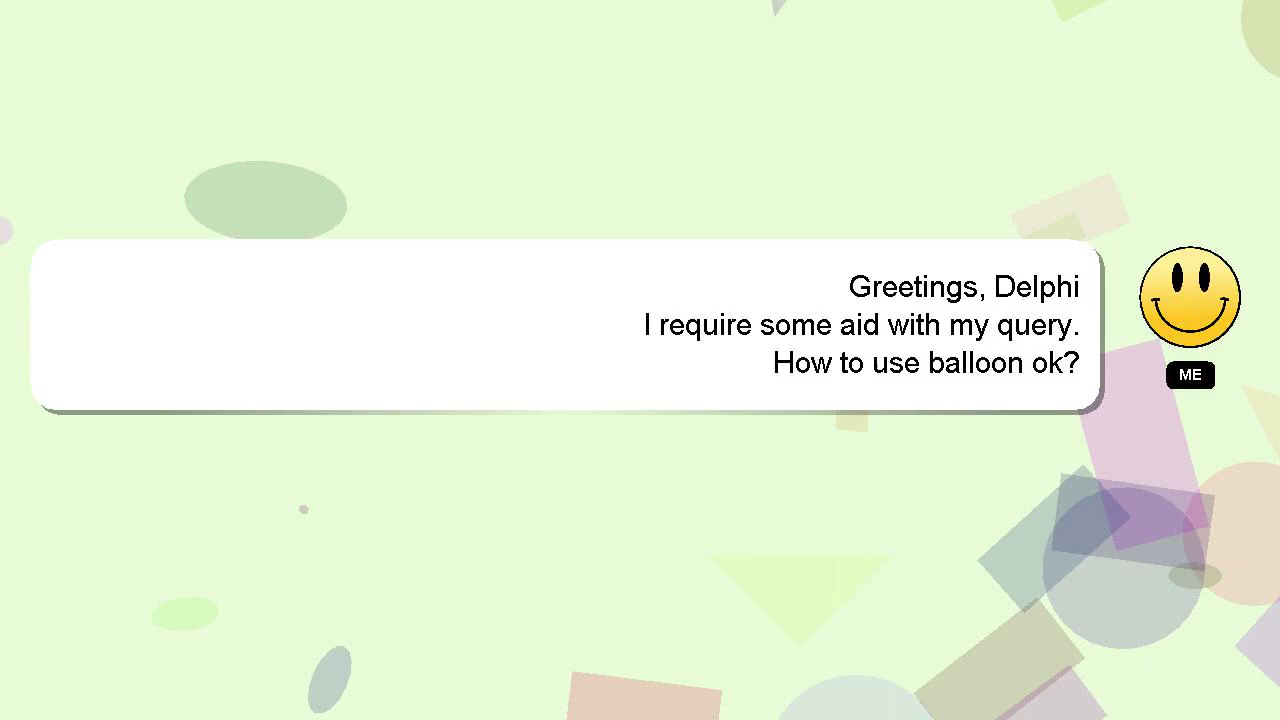 Greetings, Delphi
I require some aid with my query.
How to use balloon ok?
ME